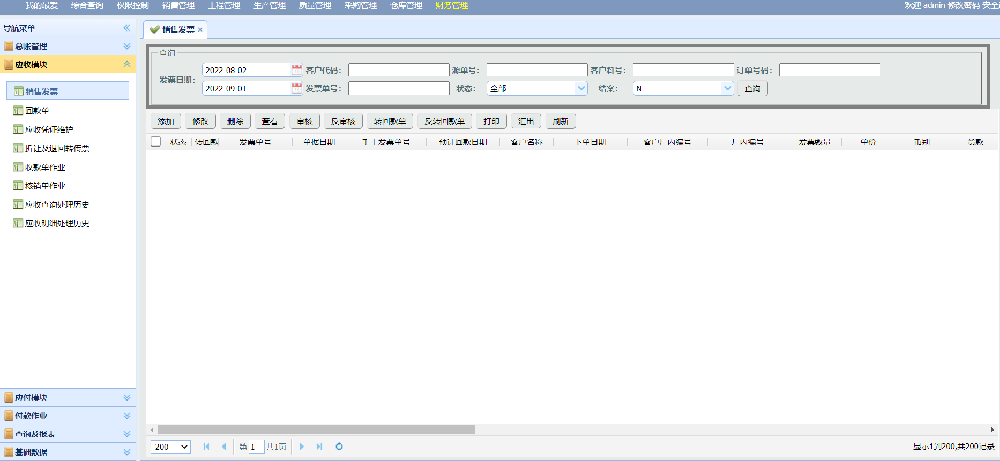 我的最爱 综合查询 权限控制 销售管理 工程管理 生产管理 质量管理 采购管理 仓库管理 财务管理 欢迎 admin 修改密码
导航菜单
总账管理
应收模块
销售发票
回款单
应收凭证维护
折让及退回转传票
收款单作业
核销单作业
应收查询处理历史
应收明细处理历史
应付模块
付款作业
查询及报表
基础数据
销售发票
查询
发票日期： 2022-08-02 客户代码： 源单号： 客户料号： 订单号码：
2022-09-01 发票单号： 状态： 全部 结案： N 查询
添加 修改 删除 查看 审核 反审核 转回款单 反转回款单 打印 汇出 刷新
状态 转回款 发票单号 单据日期 手工发票单号 预计回款日期 客户名称 下单日期 客户厂内编号 厂内编号 发票数量 单价 币别 货款
200 第 1 共1页 显示1到200,共200记录